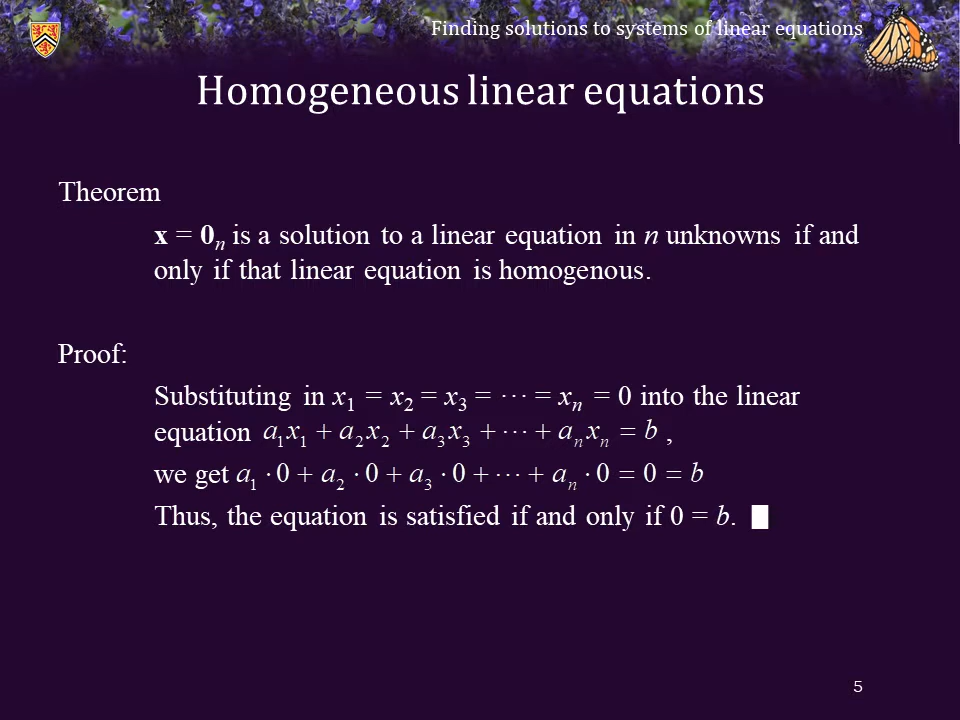 Finding solutions to systems of linear equations
Homogeneous linear equations
Theorem
x = 0ₙ is a solution to a linear equation in n unknowns if and
only if that linear equation is homogenous.
Proof:
Substituting in x₁ = x₂ = x₃ = ⋯ = xₙ = 0 into the linear
equation a₁x₁ + a₂x₂ + a₃x₃ + ⋯ + aₙxₙ = b ,
we get a₁ · 0 + a₂ · 0 + a₃ · 0 + ⋯ + aₙ · 0 = 0 = b
Thus, the equation is satisfied if and only if 0 = b. ■
5